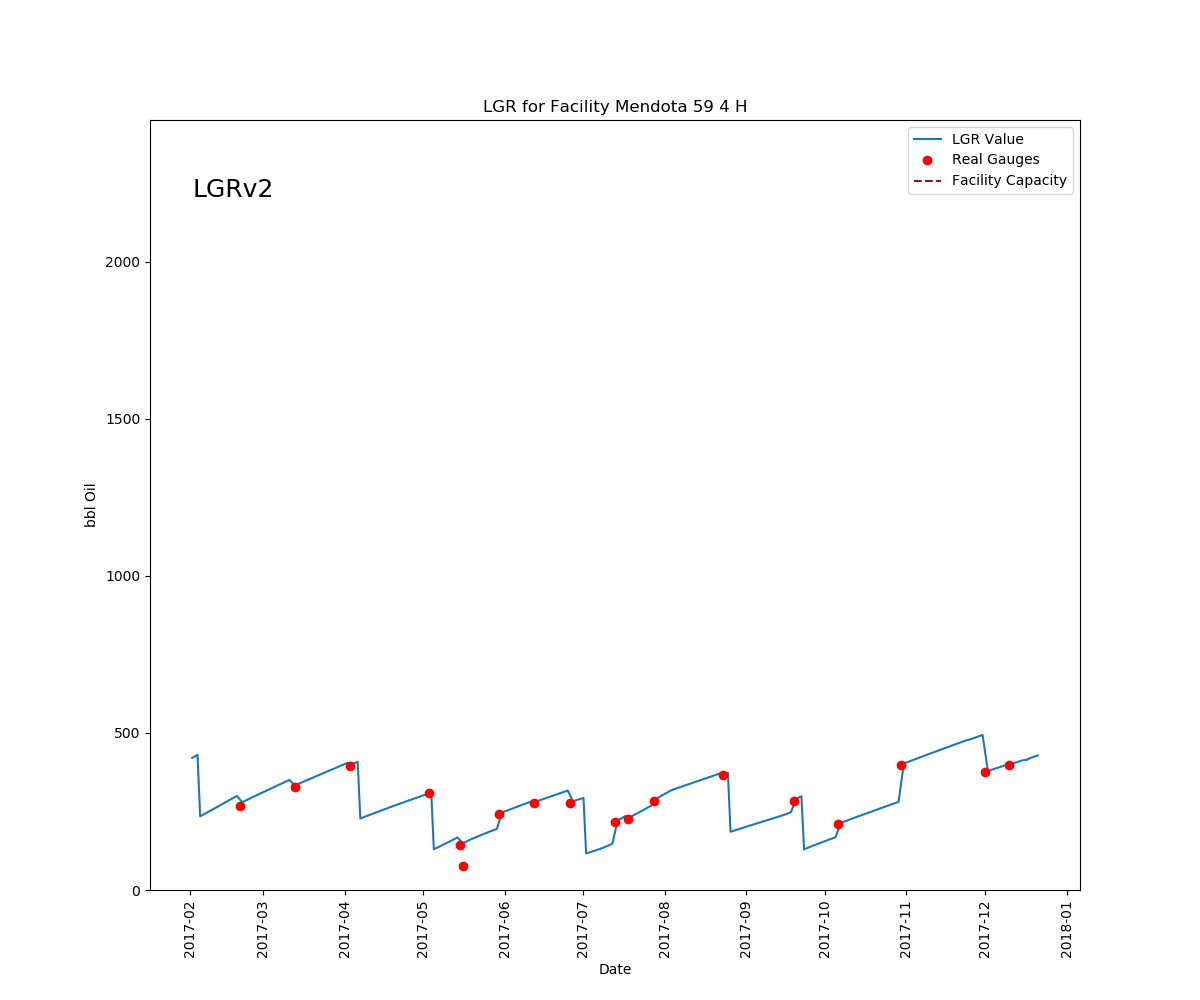 LGR for Facility Mendota 59 4 H
LGRv2
LGR Value
Real Gauges
Facility Capacity
bbl Oil
2000
1500
1000
500
0
2017-02
2017-03
2017-04
2017-05
2017-06
2017-07
2017-08
2017-09
2017-10
2017-11
2017-12
2018-01
Date